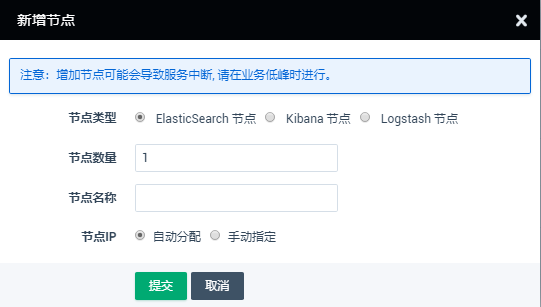 新增节点
注意：增加节点可能会导致服务中断, 请在业务低峰时进行。
节点类型 ElasticSearch 节点 Kibana 节点 Logstash 节点
节点数量 1
节点名称
节点IP 自动分配 手动指定
提交 取消